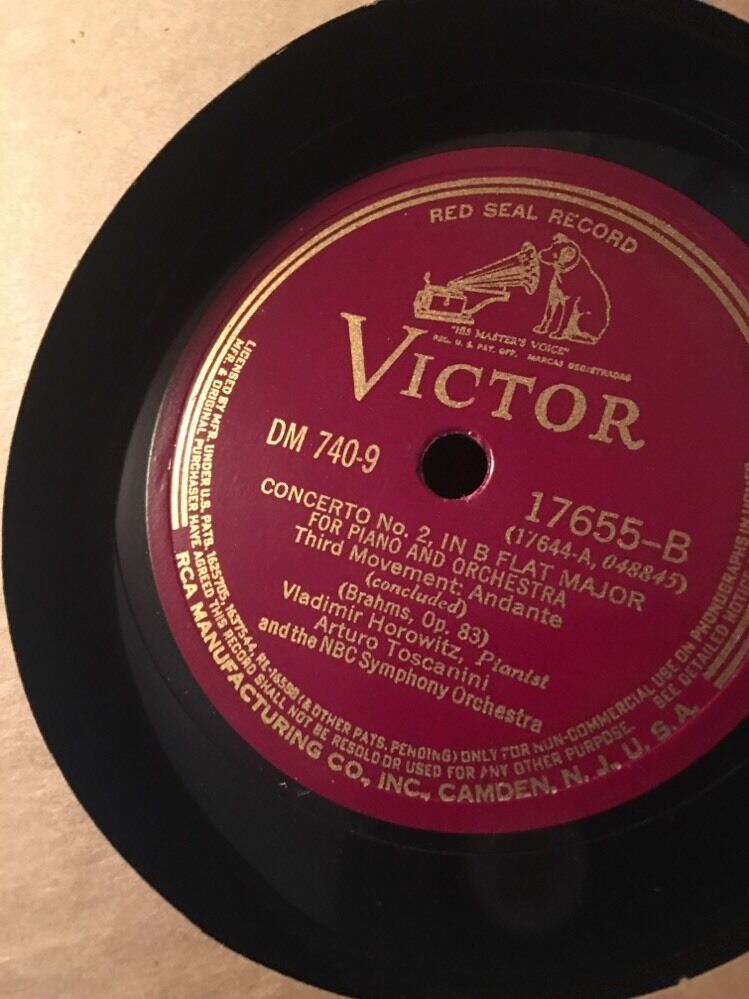 RED SEAL RECORD
"HIS MASTER'S VOICE"
REG. U. S. PAT. OFF. MARCAS REGISTRADAS
VICTOR
DM 740-9
17655-B
(17644-A, 048845)
CONCERTO No. 2, IN B FLAT MAJOR
FOR PIANO AND ORCHESTRA
Third Movement: Andante
(concluded)
(Brahms, Op. 83)
Vladimir Horowitz, Pianist
Arturo Toscanini
and the NBC Symphony Orchestra
LICENSED BY MFR. UNDER U.S. PATS. 1625705, 1637544, RE. 16588 (& OTHER PATS. PENDING) ONLY FOR NON-COMMERCIAL USE ON PHONOGRAPHS
MFR. & ORIGINAL PURCHASER HAVE AGREED THIS RECORD SHALL NOT BE RESOLD OR USED FOR ANY OTHER PURPOSE. SEE DETAILED NOTICE
RCA MANUFACTURING CO., INC., CAMDEN, N. J., U. S. A.